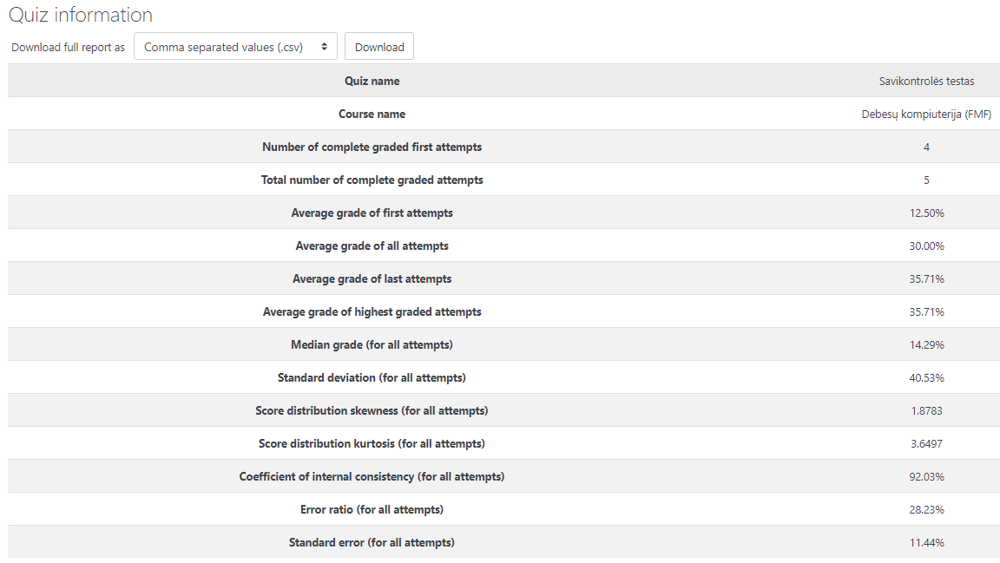 Quiz information
Download full report as Comma separated values (.csv) Download
Quiz name Savikontrolės testas
Course name Debesų kompiuterija (FMF)
Number of complete graded first attempts 4
Total number of complete graded attempts 5
Average grade of first attempts 12.50%
Average grade of all attempts 30.00%
Average grade of last attempts 35.71%
Average grade of highest graded attempts 35.71%
Median grade (for all attempts) 14.29%
Standard deviation (for all attempts) 40.53%
Score distribution skewness (for all attempts) 1.8783
Score distribution kurtosis (for all attempts) 3.6497
Coefficient of internal consistency (for all attempts) 92.03%
Error ratio (for all attempts) 28.23%
Standard error (for all attempts) 11.44%